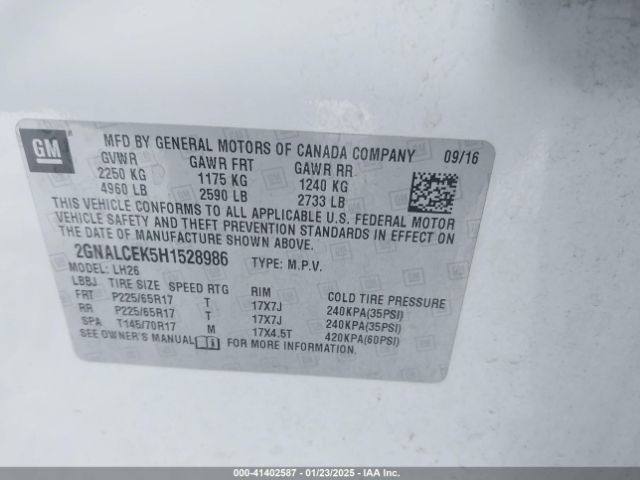 GM
MFD BY GENERAL MOTORS OF CANADA COMPANY 09/16
GVWR GAWR FRT GAWR RR
2250 KG 1175 KG 1240 KG
4960 LB 2590 LB 2733 LB
THIS VEHICLE CONFORMS TO ALL APPLICABLE U.S. FEDERAL MOTOR
VEHICLE SAFETY AND THEFT PREVENTION STANDARDS IN EFFECT ON
THE DATE OF MANUFACTURE SHOWN ABOVE.
2GNALCEK5H1528986 TYPE: M.P.V.
MODEL: LH26
LBBJ TIRE SIZE SPEED RTG RIM COLD TIRE PRESSURE
FRT P225/65R17 T 17X7J 240KPA(35PSI)
RR P225/65R17 T 17X7J 240KPA(35PSI)
SPA T145/70R17 M 17X4.5T 420KPA(60PSI)
SEE OWNER'S MANUAL FOR MORE INFORMATION.
000-41402587 - 01/23/2025 - IAA Inc.